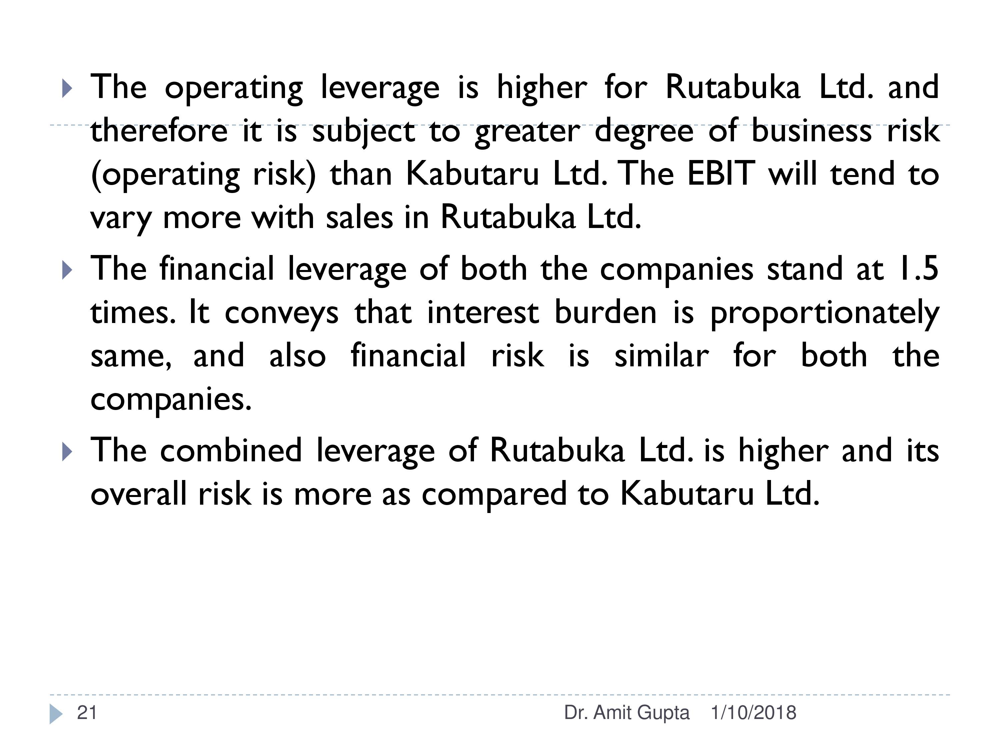 The operating leverage is higher for Rutabuka Ltd. and
therefore it is subject to greater degree of business risk
(operating risk) than Kabutaru Ltd. The EBIT will tend to
vary more with sales in Rutabuka Ltd.
The financial leverage of both the companies stand at 1.5
times. It conveys that interest burden is proportionately
same, and also financial risk is similar for both the
companies.
The combined leverage of Rutabuka Ltd. is higher and its
overall risk is more as compared to Kabutaru Ltd.
21 Dr. Amit Gupta 1/10/2018